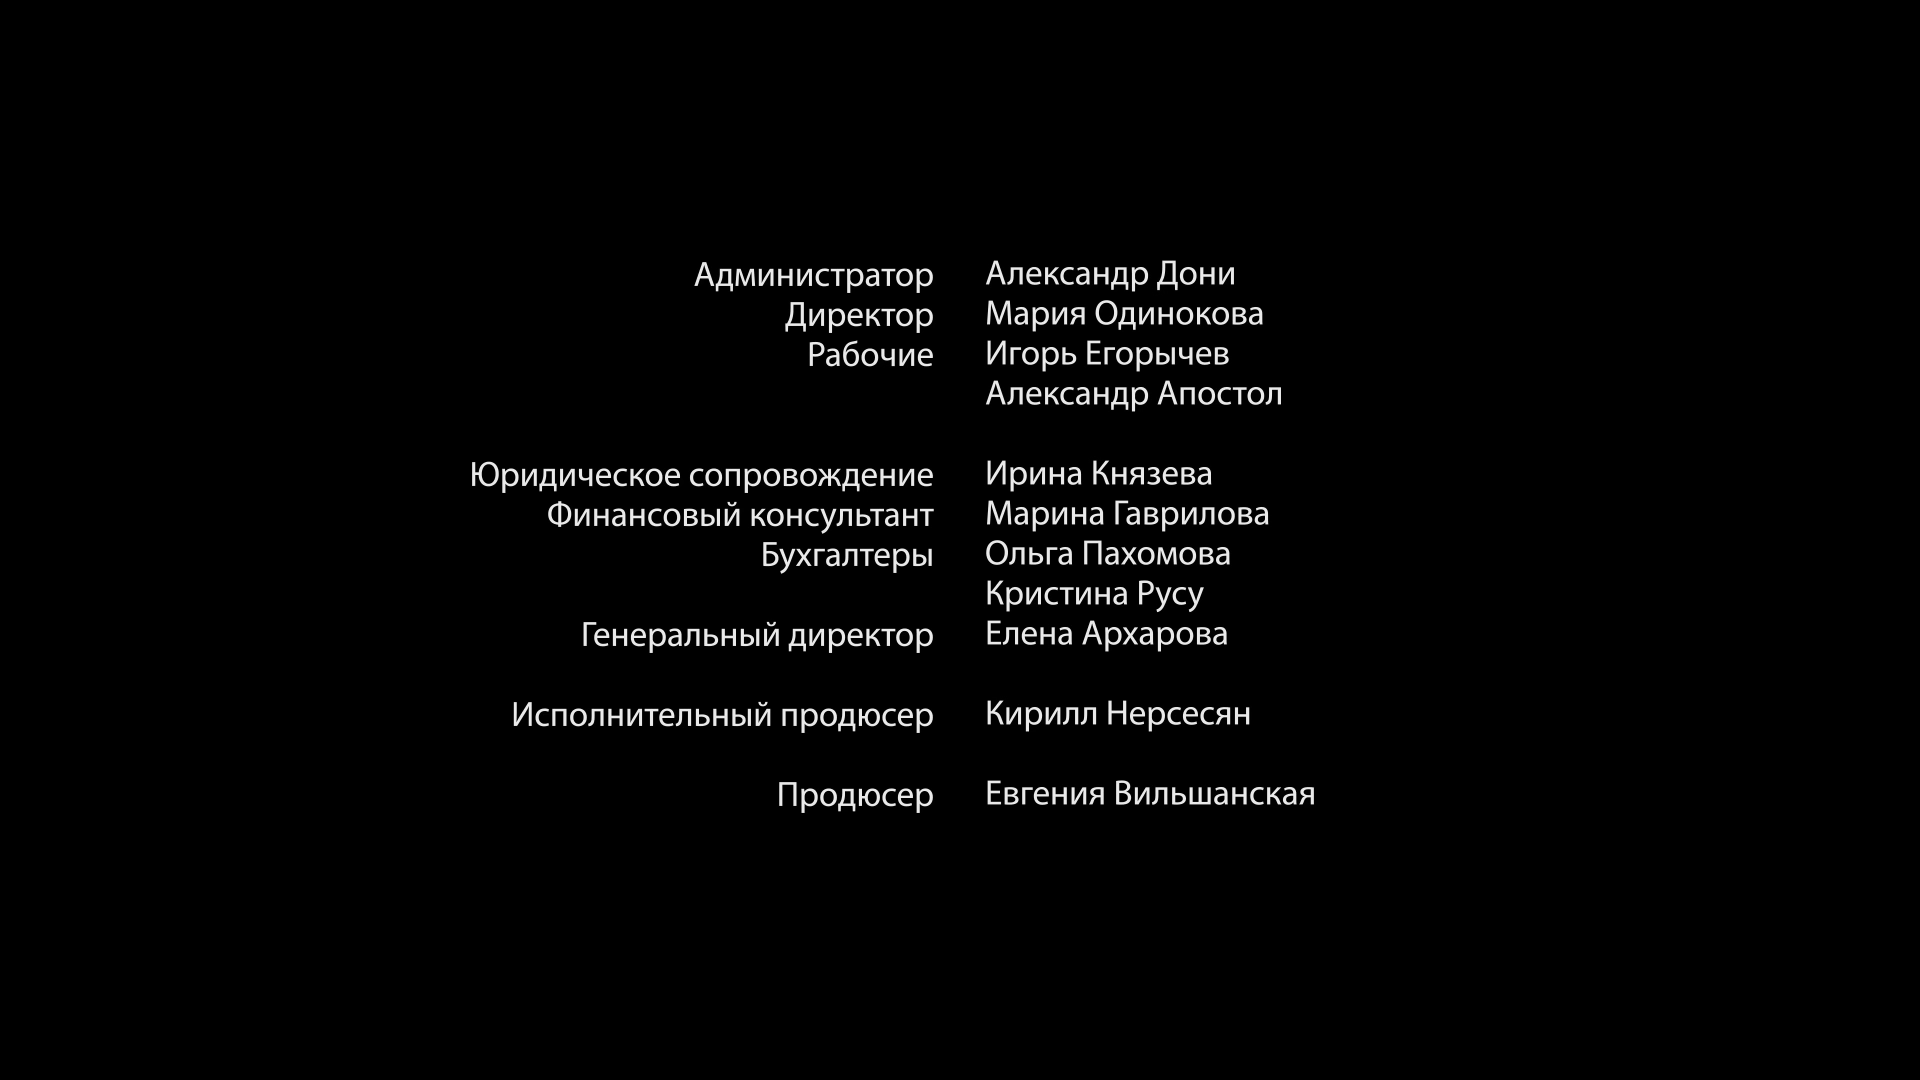 Администратор Александр Дони
Директор Мария Одинокова
Рабочие Игорь Егорычев
Александр Апостол
Юридическое сопровождение Ирина Князева
Финансовый консультант Марина Гаврилова
Бухгалтеры Ольга Пахомова
Кристина Русу
Генеральный директор Елена Архарова
Исполнительный продюсер Кирилл Нерсесян
Продюсер Евгения Вильшанская